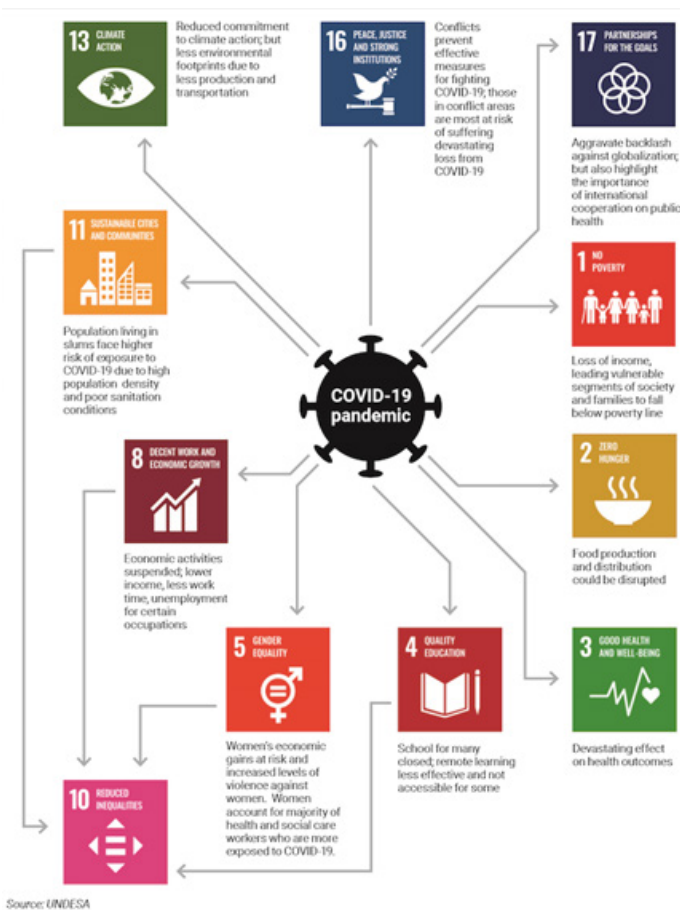 13 CLIMATE
ACTION
Reduced commitment
to climate action; but
less environmental
footprints due to
less production and
transportation
16 PEACE, JUSTICE
AND STRONG
INSTITUTIONS
Conflicts
prevent
effective
measures
for fighting
COVID-19; those
in conflict areas
are most at risk
of suffering
devastating
loss from
COVID-19
17 PARTNERSHIPS
FOR THE GOALS
Aggravate backlash
against globalization;
but also highlight
the importance
of international
cooperation on public
health
11 SUSTAINABLE CITIES
AND COMMUNITIES
Population living in
slums face higher
risk of exposure to
COVID-19 due to high
population density
and poor sanitation
conditions
1 NO
POVERTY
Loss of income,
leading vulnerable
segments of society
and families to fall
below poverty line
COVID-19
pandemic
8 DECENT WORK AND
ECONOMIC GROWTH
Economic activities
suspended; lower
income, less work
time, unemployment
for certain
occupations
2 ZERO
HUNGER
Food production
and distribution
could be disrupted
5 GENDER
EQUALITY
Women's economic
gains at risk and
increased levels of
violence against
women. Women
account for majority of
health and social care
workers who are more
exposed to COVID-19.
4 QUALITY
EDUCATION
School for many
closed; remote learning
less effective and not
accessible for some
3 GOOD HEALTH
AND WELL-BEING
Devastating effect
on health outcomes
10 REDUCED
INEQUALITIES
Source: UNDESA